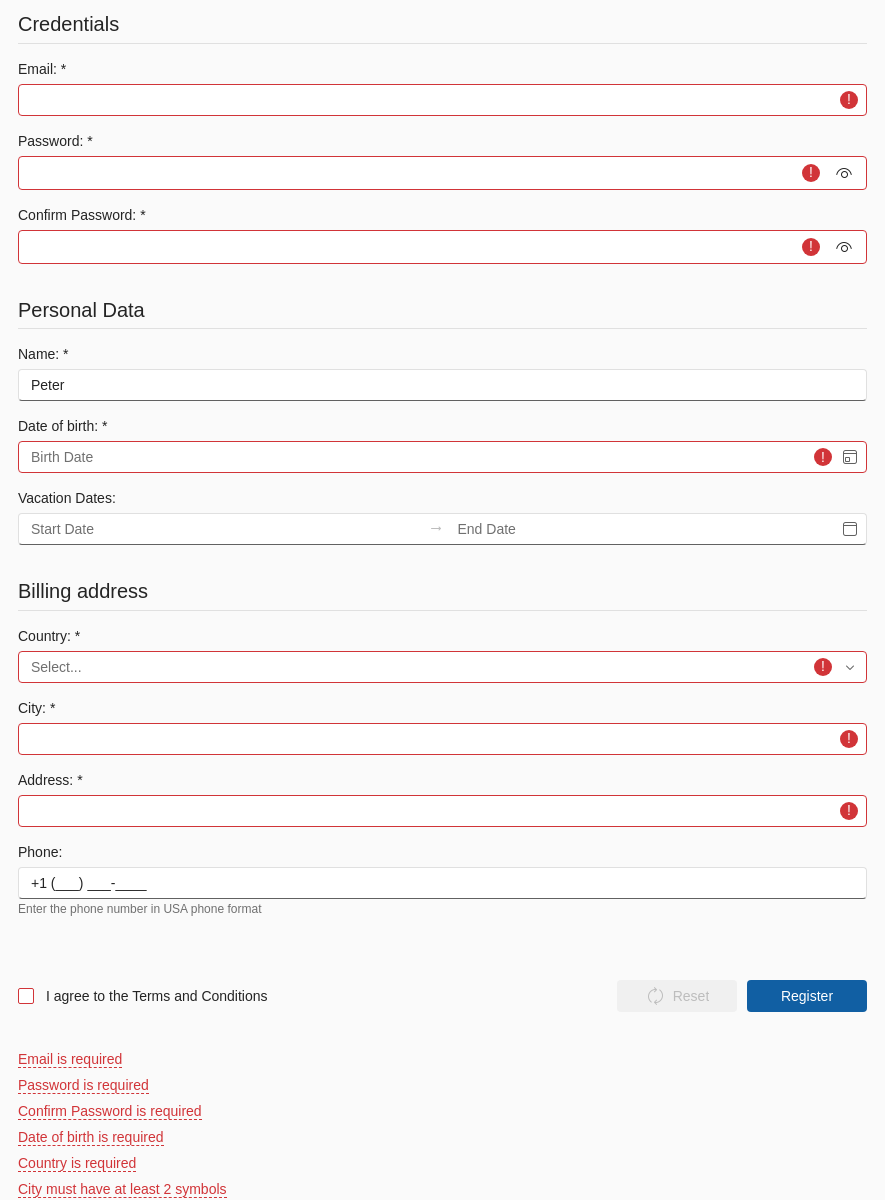 Credentials
Email: *
Password: *
Confirm Password: *
Personal Data
Name: *
Peter
Date of birth: *
Birth Date
Vacation Dates:
Start Date → End Date
Billing address
Country: *
Select...
City: *
Address: *
Phone:
+1 (___) ___-____
Enter the phone number in USA phone format
I agree to the Terms and Conditions
Reset
Register
Email is required
Password is required
Confirm Password is required
Date of birth is required
Country is required
City must have at least 2 symbols